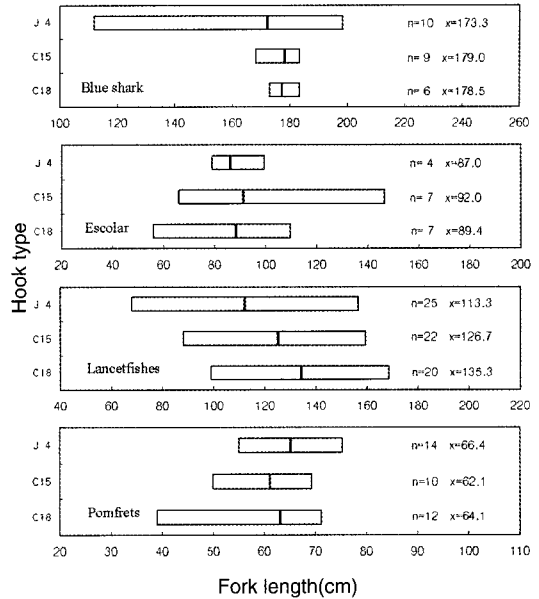 J 4 n=10 x=173.3
C15 n= 9 x=179.0
C18 Blue shark n= 6 x=178.5
100 120 140 160 180 200 220 240 260
J 4 n= 4 x=87.0
C15 n= 7 x=92.0
C18 Escolar n= 7 x=89.4
20 40 60 80 100 120 140 160 180 200
Hook type
J 4 n=25 x=113.3
C15 n=22 x=126.7
C18 Lancetfishes n=20 x=135.3
40 60 80 100 120 140 160 180 200 220
J 4 n=14 x=66.4
C15 n=10 x=62.1
C18 Pomfrets n=12 x=64.1
20 30 40 50 60 70 80 90 100 110
Fork length(cm)